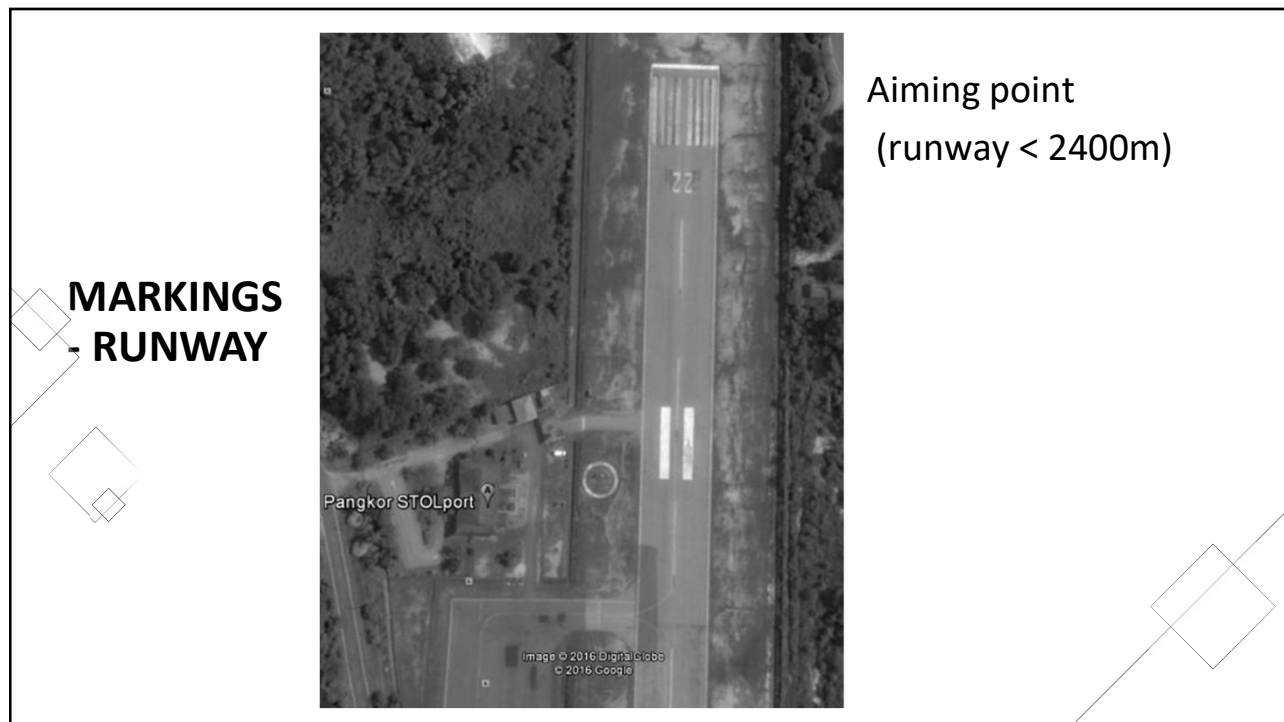 MARKINGS
- RUNWAY
22
Pangkor STOLport
A
Image © 2016 DigitalGlobe
© 2016 Google
Aiming point
(runway < 2400m)